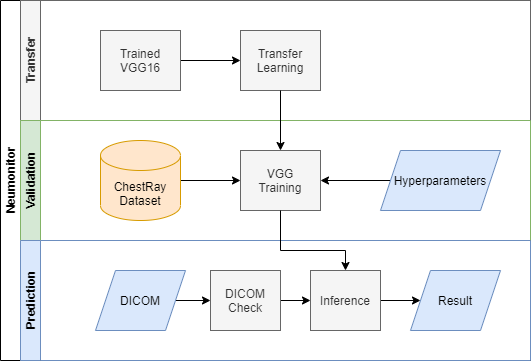 Neumonitor
Transfer
Trained
VGG16
Transfer
Learning
Validation
ChestRay
Dataset
VGG
Training
Hyperparameters
Prediction
DICOM
DICOM
Check
Inference
Result